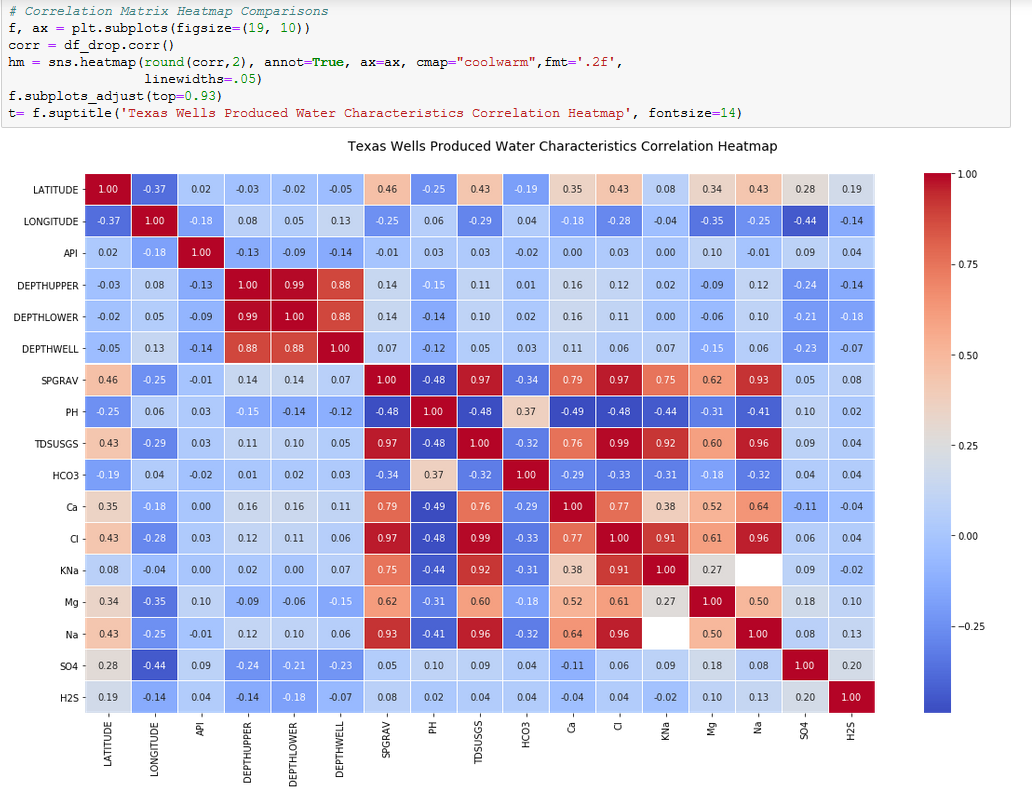 # Correlation Matrix Heatmap Comparisons
f, ax = plt.subplots(figsize=(19, 10))
corr = df_drop.corr()
hm = sns.heatmap(round(corr,2), annot=True, ax=ax, cmap="coolwarm",fmt='.2f',
linewidths=.05)
f.subplots_adjust(top=0.93)
t= f.suptitle('Texas Wells Produced Water Characteristics Correlation Heatmap', fontsize=14)
Texas Wells Produced Water Characteristics Correlation Heatmap
LATITUDE 1.00 -0.37 0.02 -0.03 -0.02 -0.05 0.46 -0.25 0.43 -0.19 0.35 0.43 0.08 0.34 0.43 0.28 0.19
LONGITUDE -0.37 1.00 -0.18 0.08 0.05 0.13 -0.25 0.06 -0.29 0.04 -0.18 -0.28 -0.04 -0.35 -0.25 -0.44 -0.14
API 0.02 -0.18 1.00 -0.13 -0.09 -0.14 -0.01 0.03 0.03 -0.02 0.00 0.03 0.00 0.10 -0.01 0.09 0.04
DEPTHUPPER -0.03 0.08 -0.13 1.00 0.99 0.88 0.14 -0.15 0.11 0.01 0.16 0.12 0.02 -0.09 0.12 -0.24 -0.14
DEPTHLOWER -0.02 0.05 -0.09 0.99 1.00 0.88 0.14 -0.14 0.10 0.02 0.16 0.11 0.00 -0.06 0.10 -0.21 -0.18
DEPTHWELL -0.05 0.13 -0.14 0.88 0.88 1.00 0.07 -0.12 0.05 0.03 0.11 0.06 0.07 -0.15 0.06 -0.23 -0.07
SPGRAV 0.46 -0.25 -0.01 0.14 0.14 0.07 1.00 -0.48 0.97 -0.34 0.79 0.97 0.75 0.62 0.93 0.05 0.08
PH -0.25 0.06 0.03 -0.15 -0.14 -0.12 -0.48 1.00 -0.48 0.37 -0.49 -0.48 -0.44 -0.31 -0.41 0.10 0.02
TDSUSGS 0.43 -0.29 0.03 0.11 0.10 0.05 0.97 -0.48 1.00 -0.32 0.76 0.99 0.92 0.60 0.96 0.09 0.04
HCO3 -0.19 0.04 -0.02 0.01 0.02 0.03 -0.34 0.37 -0.32 1.00 -0.29 -0.33 -0.31 -0.18 -0.32 0.04 0.04
Ca 0.35 -0.18 0.00 0.16 0.16 0.11 0.79 -0.49 0.76 -0.29 1.00 0.77 0.38 0.52 0.64 -0.11 -0.04
Cl 0.43 -0.28 0.03 0.12 0.11 0.06 0.97 -0.48 0.99 -0.33 0.77 1.00 0.91 0.61 0.96 0.06 0.04
KNa 0.08 -0.04 0.00 0.02 0.00 0.07 0.75 -0.44 0.92 -0.31 0.38 0.91 1.00 0.27 0.09 -0.02
Mg 0.34 -0.35 0.10 -0.09 -0.06 -0.15 0.62 -0.31 0.60 -0.18 0.52 0.61 0.27 1.00 0.50 0.18 0.10
Na 0.43 -0.25 -0.01 0.12 0.10 0.06 0.93 -0.41 0.96 -0.32 0.64 0.96 0.50 1.00 0.08 0.13
SO4 0.28 -0.44 0.09 -0.24 -0.21 -0.23 0.05 0.10 0.09 0.04 -0.11 0.06 0.09 0.18 0.08 1.00 0.20
H2S 0.19 -0.14 0.04 -0.14 -0.18 -0.07 0.08 0.02 0.04 0.04 -0.04 0.04 -0.02 0.10 0.13 0.20 1.00
LATITUDE LONGITUDE API DEPTHUPPER DEPTHLOWER DEPTHWELL SPGRAV PH TDSUSGS HCO3 Ca Cl KNa Mg Na SO4 H2S
1.00
0.75
0.50
0.25
0.00
-0.25